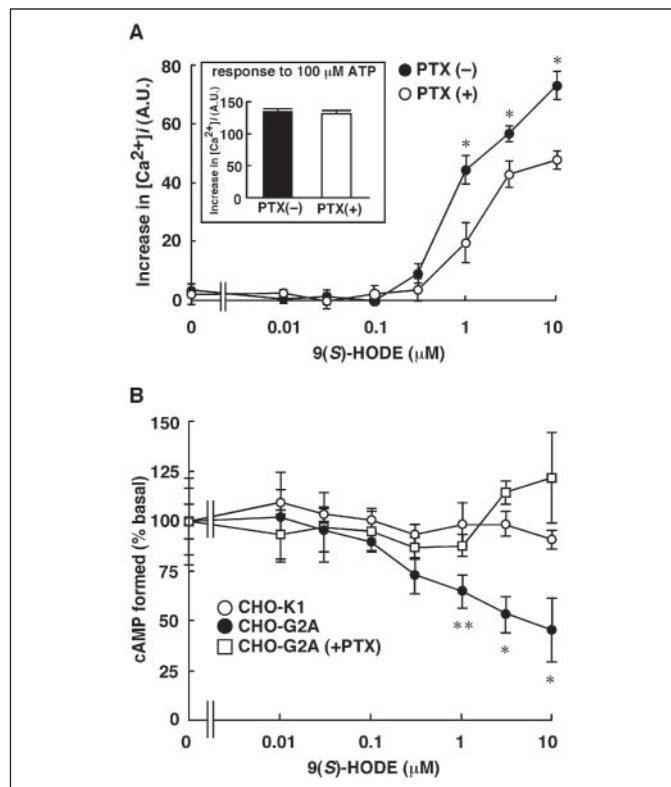 A
80
60
40
20
0
Increase in [Ca2+]i (A.U.)
response to 100 μM ATP
150
100
50
0
Increase in [Ca2+]i (A.U.)
PTX(−) PTX(+)
PTX (−)
PTX (+)
*
*
*
0 0.01 0.1 1 10
9(S)-HODE (μM)
B
150
125
100
75
50
25
0
cAMP formed (% basal)
CHO-K1
CHO-G2A
CHO-G2A (+PTX)
**
*
*
0 0.01 0.1 1 10
9(S)-HODE (μM)